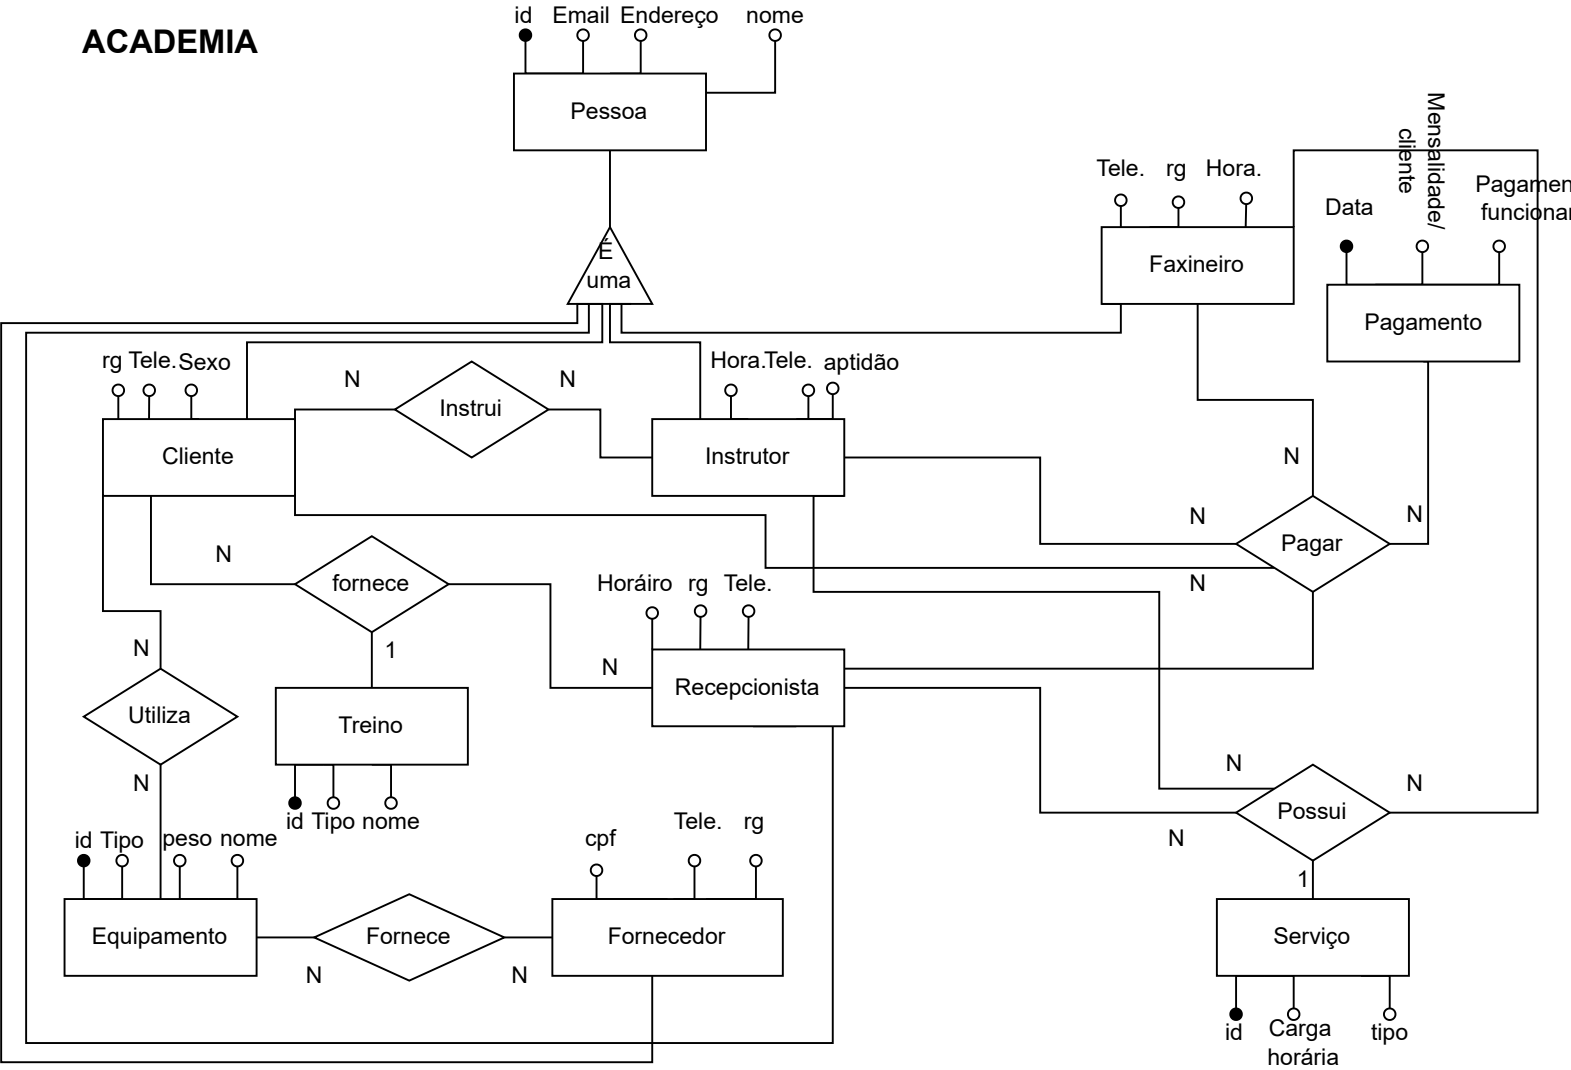 ACADEMIA
id Email Endereço nome
Pessoa
É
uma
Tele. rg Hora.
Faxineiro
Data
Mensalidade/
cliente
Pagamen
funcionar
Pagamento
rg Tele. Sexo
Cliente
N
Instrui
N
Hora. Tele. aptidão
Instrutor
N
N
N
Pagar
N
N
fornece
1
N
Horáiro rg Tele.
Recepcionista
N
Utiliza
N
Treino
id Tipo nome
N
N
Possui
N
1
id Tipo peso nome
Equipamento
N
Fornece
N
cpf Tele. rg
Fornecedor
Serviço
id
Carga
horária
tipo